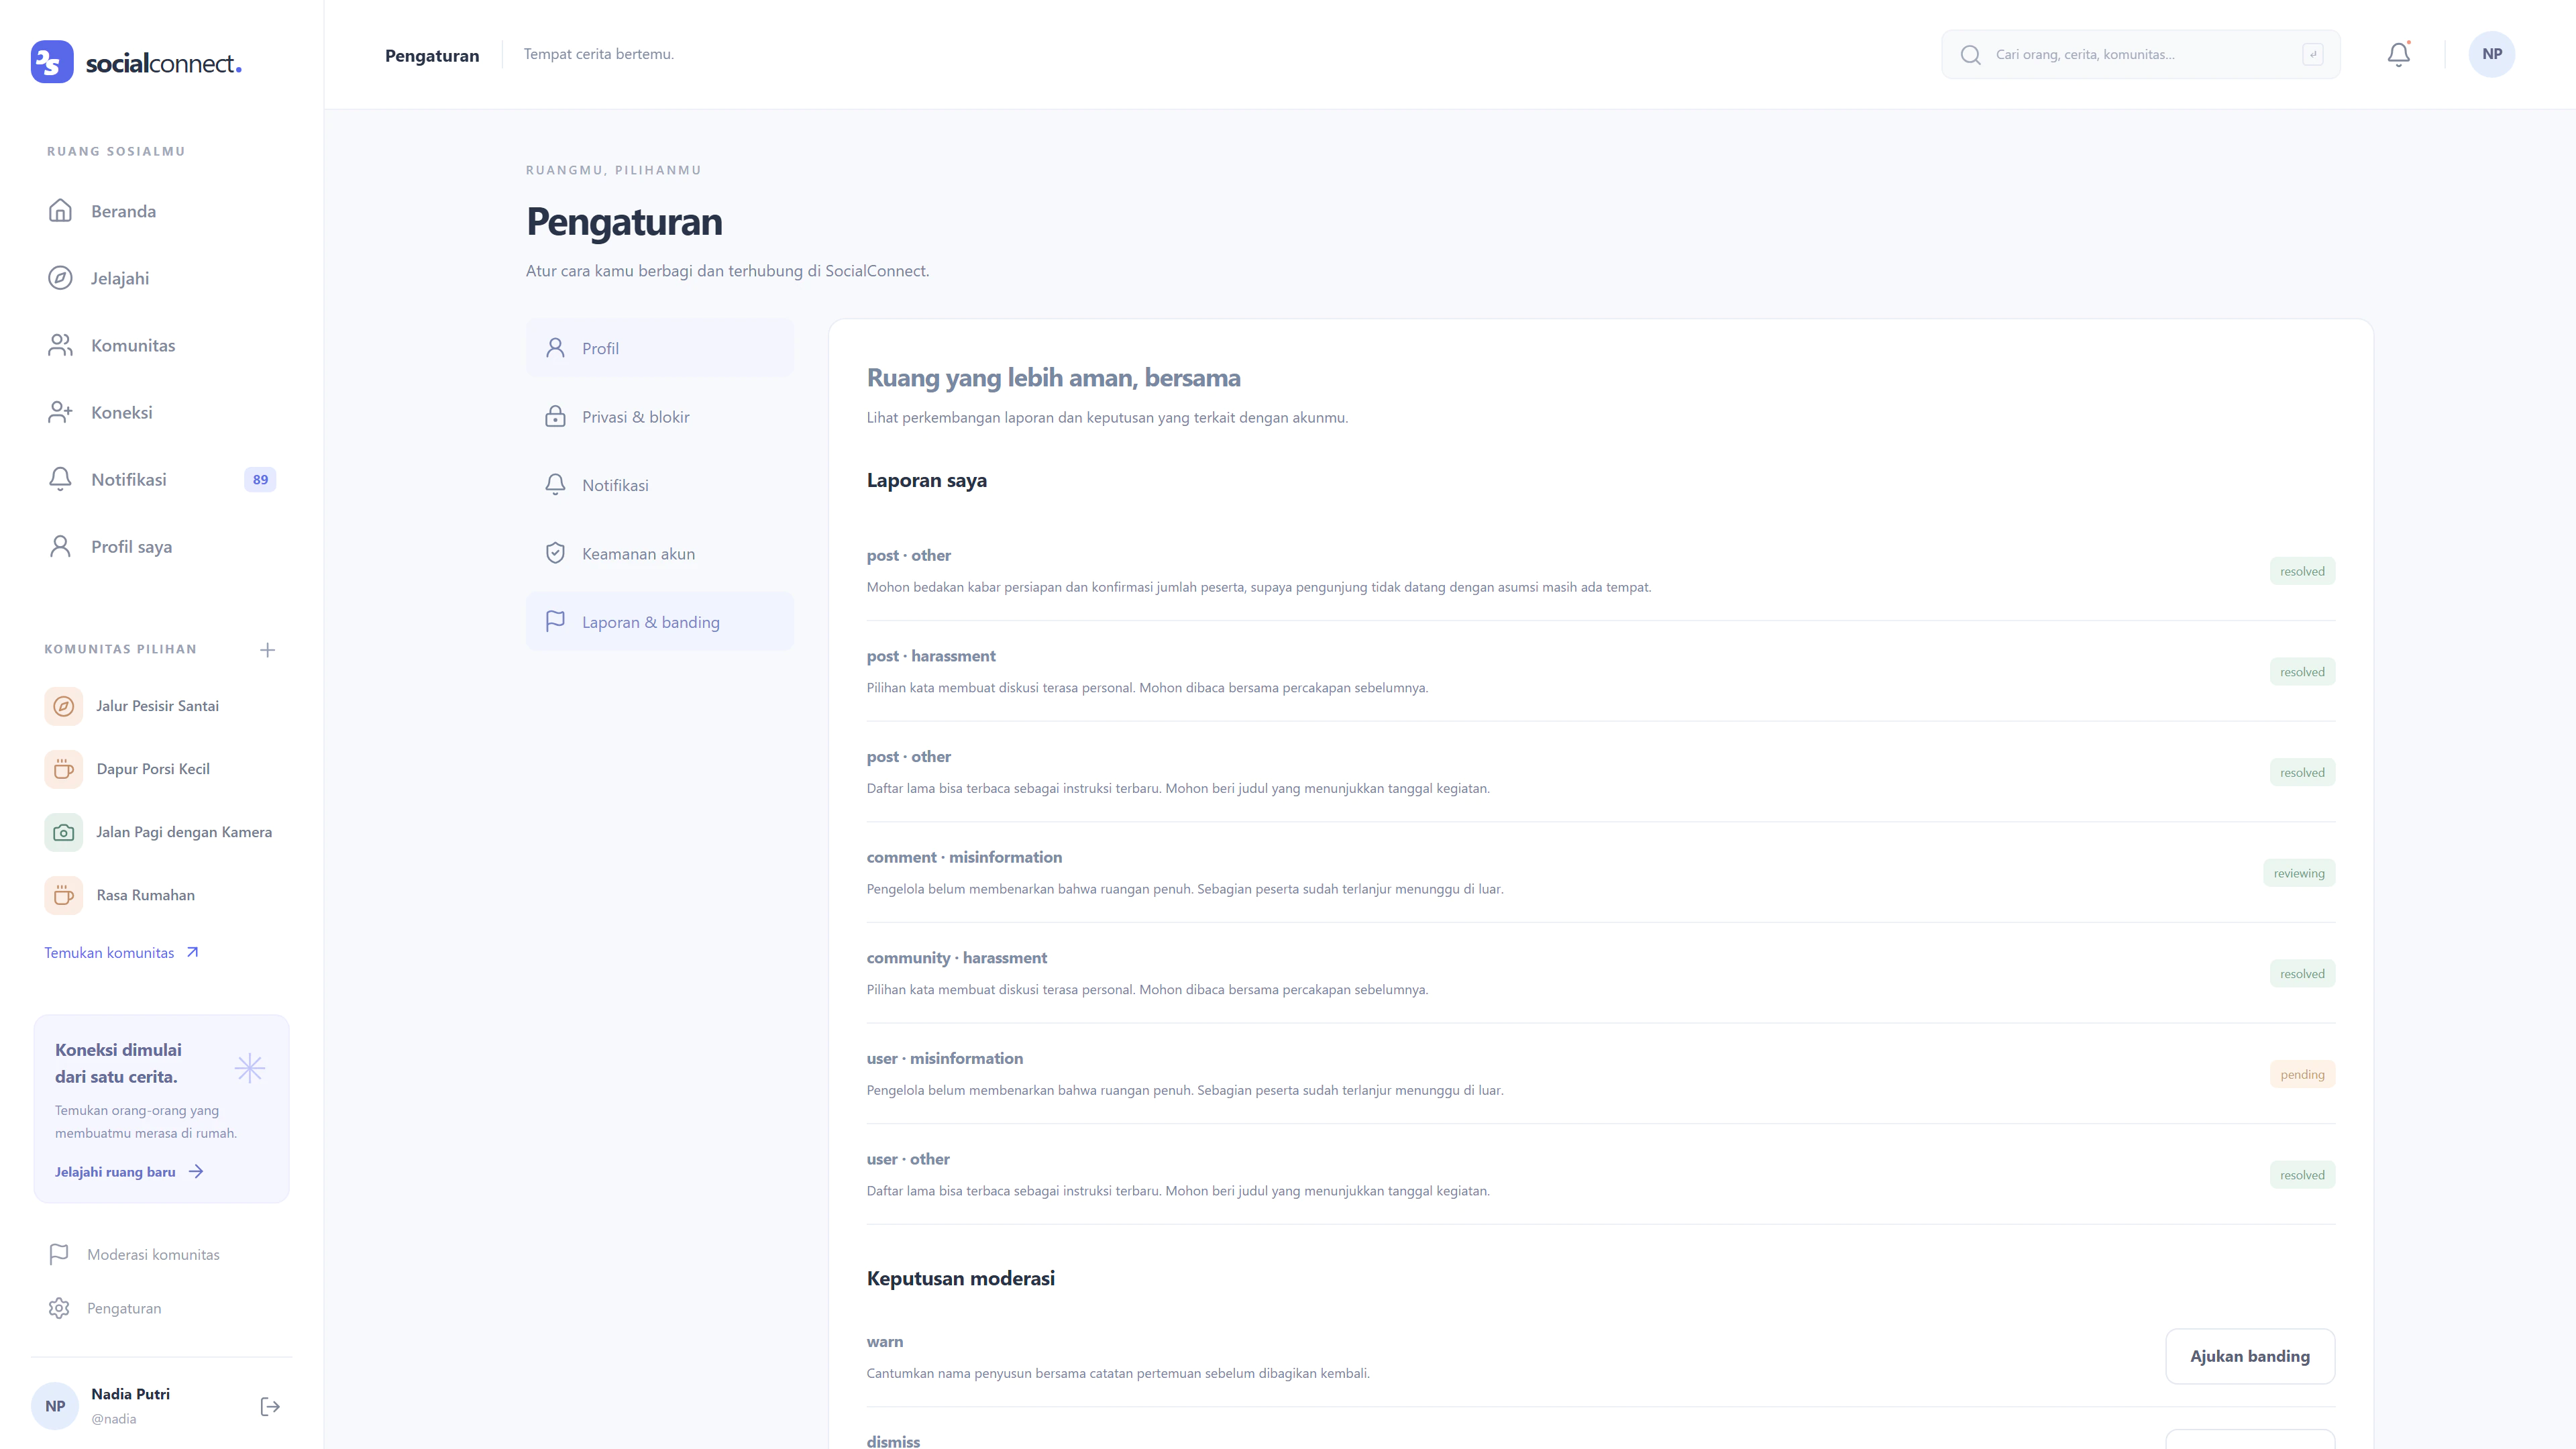 socialconnect.
RUANG SOSIALMU
Beranda
Jelajahi
Komunitas
Koneksi
Notifikasi 89
Profil saya
KOMUNITAS PILIHAN
Jalur Pesisir Santai
Dapur Porsi Kecil
Jalan Pagi dengan Kamera
Rasa Rumahan
Temukan komunitas
Koneksi dimulai
dari satu cerita.
Temukan orang-orang yang
membuatmu merasa di rumah.
Jelajahi ruang baru
Moderasi komunitas
Pengaturan
NP
Nadia Putri
@nadia
Pengaturan
Tempat cerita bertemu.
Cari orang, cerita, komunitas...
NP
RUANGMU, PILIHANMU
Pengaturan
Atur cara kamu berbagi dan terhubung di SocialConnect.
Profil
Privasi & blokir
Notifikasi
Keamanan akun
Laporan & banding
Ruang yang lebih aman, bersama
Lihat perkembangan laporan dan keputusan yang terkait dengan akunmu.
Laporan saya
post · other
Mohon bedakan kabar persiapan dan konfirmasi jumlah peserta, supaya pengunjung tidak datang dengan asumsi masih ada tempat.
resolved
post · harassment
Pilihan kata membuat diskusi terasa personal. Mohon dibaca bersama percakapan sebelumnya.
resolved
post · other
Daftar lama bisa terbaca sebagai instruksi terbaru. Mohon beri judul yang menunjukkan tanggal kegiatan.
resolved
comment · misinformation
Pengelola belum membenarkan bahwa ruangan penuh. Sebagian peserta sudah terlanjur menunggu di luar.
reviewing
community · harassment
Pilihan kata membuat diskusi terasa personal. Mohon dibaca bersama percakapan sebelumnya.
resolved
user · misinformation
Pengelola belum membenarkan bahwa ruangan penuh. Sebagian peserta sudah terlanjur menunggu di luar.
pending
user · other
Daftar lama bisa terbaca sebagai instruksi terbaru. Mohon beri judul yang menunjukkan tanggal kegiatan.
resolved
Keputusan moderasi
warn
Cantumkan nama penyusun bersama catatan pertemuan sebelum dibagikan kembali.
Ajukan banding
dismiss